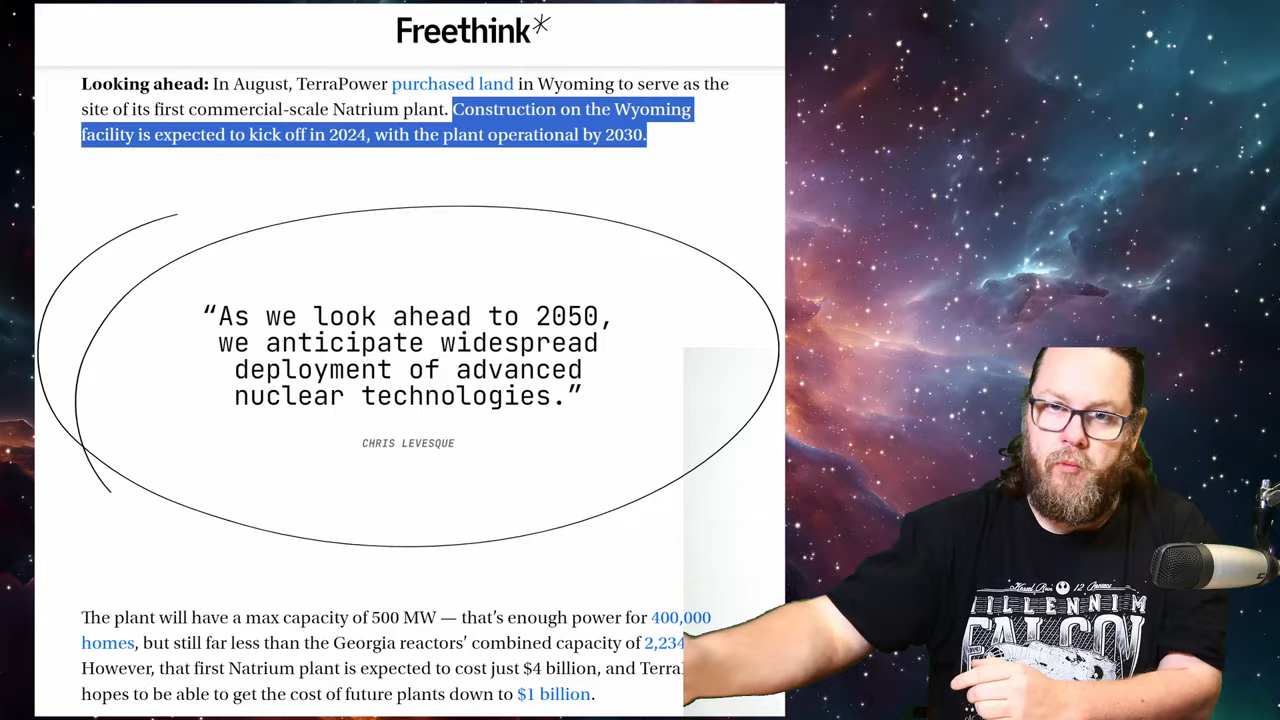 Freethink*
Looking ahead: In August, TerraPower purchased land in Wyoming to serve as the
site of its first commercial-scale Natrium plant. Construction on the Wyoming
facility is expected to kick off in 2024, with the plant operational by 2030.
“As we look ahead to 2050,
we anticipate widespread
deployment of advanced
nuclear technologies.”
CHRIS LEVESQUE
The plant will have a max capacity of 500 MW — that’s enough power for 400,000
homes, but still far less than the Georgia reactors’ combined capacity of 2,234
However, that first Natrium plant is expected to cost just $4 billion, and Terra
hopes to be able to get the cost of future plants down to $1 billion.
Kessel Run 12 Parsecs
MILLENNIM
FALCON